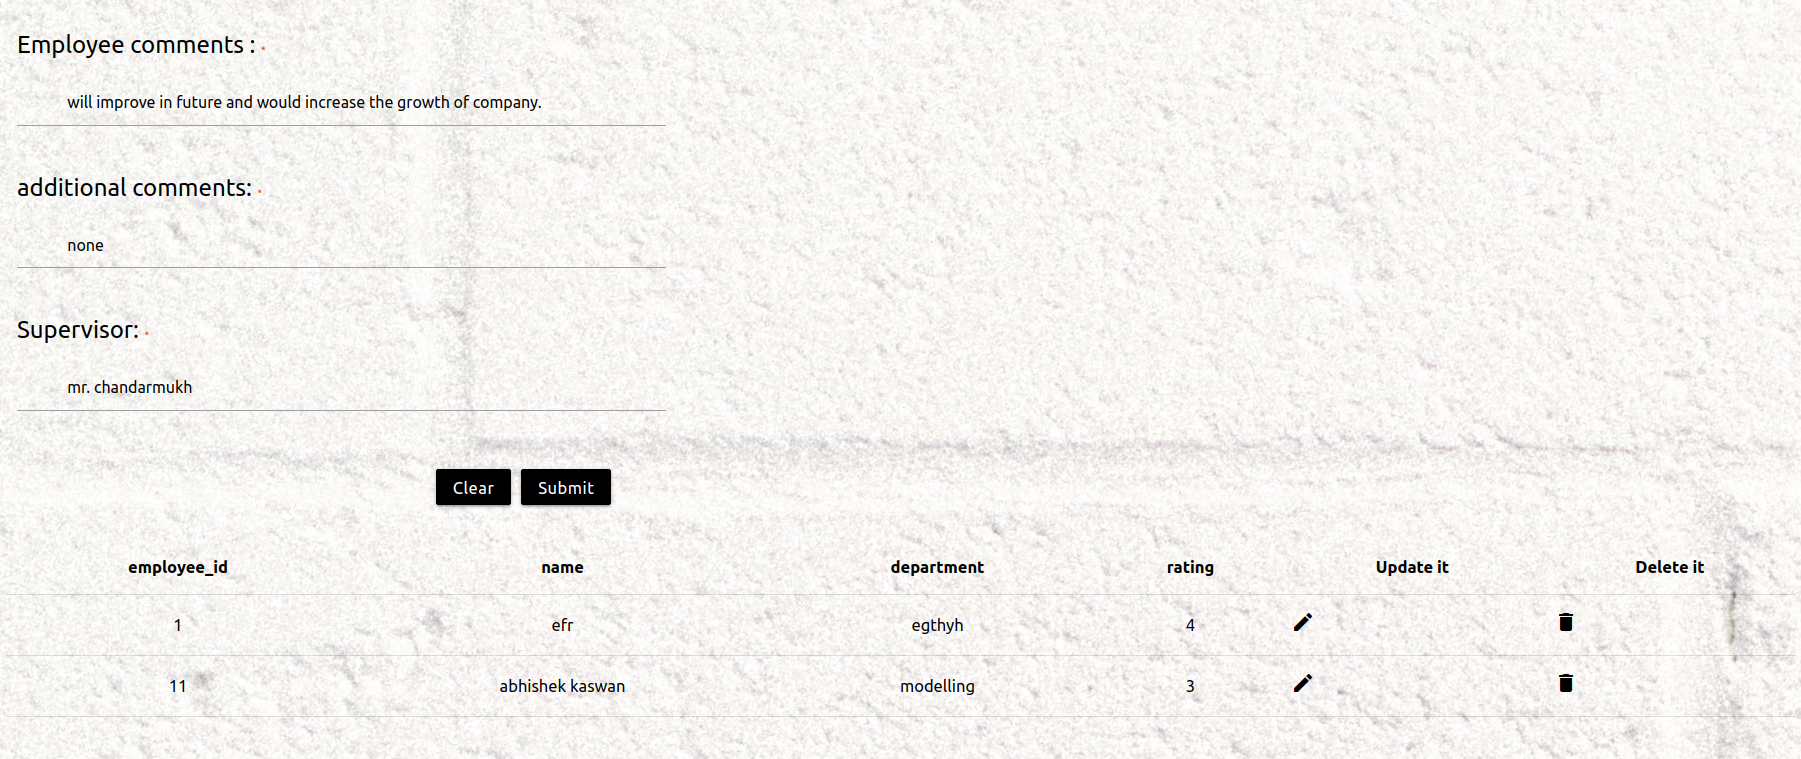 Employee comments : *
will improve in future and would increase the growth of company.
additional comments: *
none
Supervisor: *
mr. chandarmukh
Clear Submit
employee_id name department rating Update it Delete it
1 efr egthyh 4
11 abhishek kaswan modelling 3